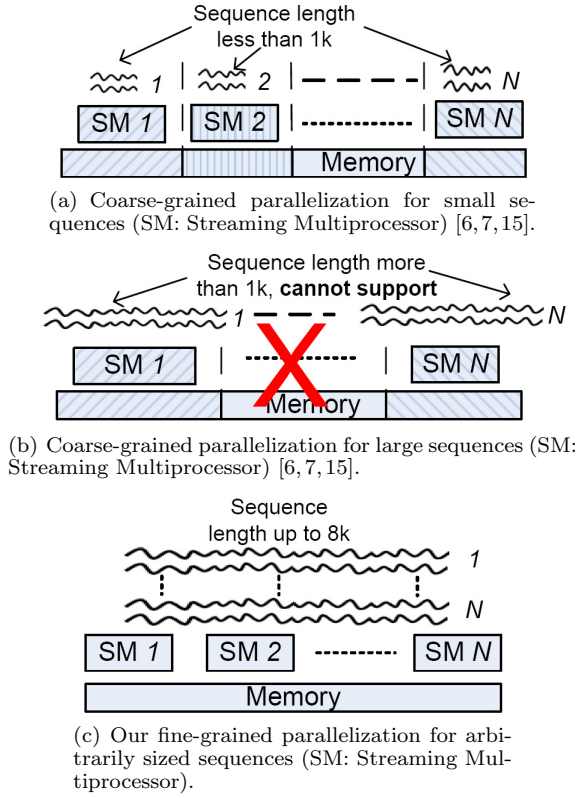 Sequence length
less than 1k
1
2
N
SM 1
SM 2
SM N
Memory
(a) Coarse-grained parallelization for small se-
quences (SM: Streaming Multiprocessor) [6,7,15].
Sequence length more
than 1k, cannot support
1
N
SM 1
SM N
Memory
(b) Coarse-grained parallelization for large sequences (SM:
Streaming Multiprocessor) [6,7,15].
Sequence
length up to 8k
1
N
SM 1
SM 2
SM N
Memory
(c) Our fine-grained parallelization for arbi-
trarily sized sequences (SM: Streaming Mul-
tiprocessor).